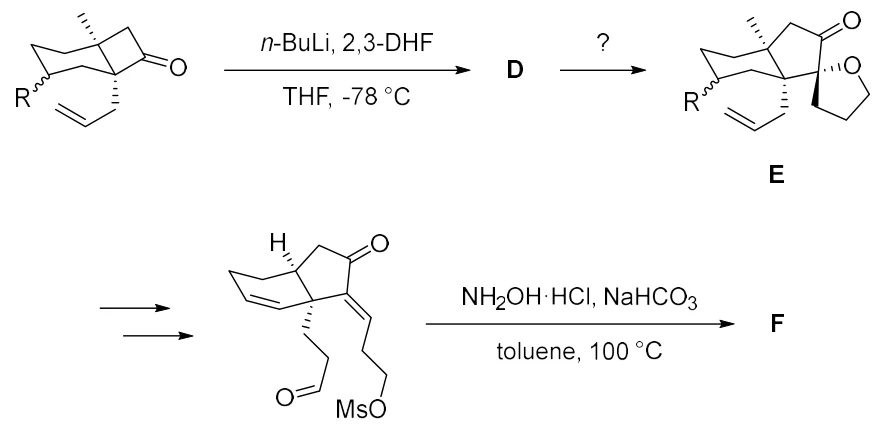 O
R
n-BuLi, 2,3-DHF
THF, -78 °C
D
?
O
O
R
E
H
O
O
MsO
NH2OH·HCl, NaHCO3
toluene, 100 °C
F